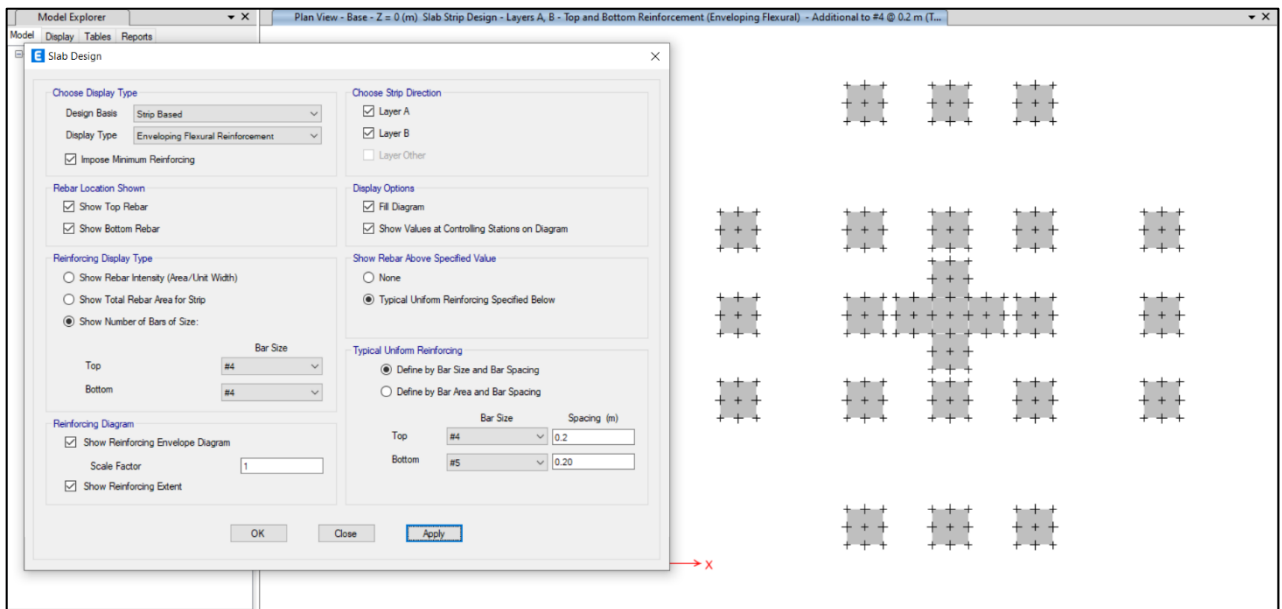 Model Explorer
Plan View - Base - Z = 0 (m) Slab Strip Design - Layers A, B - Top and Bottom Reinforcement (Enveloping Flexural) - Additional to #4 @ 0.2 m (T...
Model Display Tables Reports
E Slab Design
Choose Display Type
Design Basis Strip Based
Display Type Enveloping Flexural Reinforcement
Impose Minimum Reinforcing
Choose Strip Direction
Layer A
Layer B
Layer Other
Rebar Location Shown
Show Top Rebar
Show Bottom Rebar
Display Options
Fill Diagram
Show Values at Controlling Stations on Diagram
Reinforcing Display Type
Show Rebar Intensity (Area/Unit Width)
Show Total Rebar Area for Strip
Show Number of Bars of Size:
Bar Size
Top #4
Bottom #4
Show Rebar Above Specified Value
None
Typical Uniform Reinforcing Specified Below
Typical Uniform Reinforcing
Define by Bar Size and Bar Spacing
Define by Bar Area and Bar Spacing
Bar Size Spacing (m)
Top #4 0.2
Bottom #5 0.20
Reinforcing Diagram
Show Reinforcing Envelope Diagram
Scale Factor 1
Show Reinforcing Extent
OK Close Apply
X